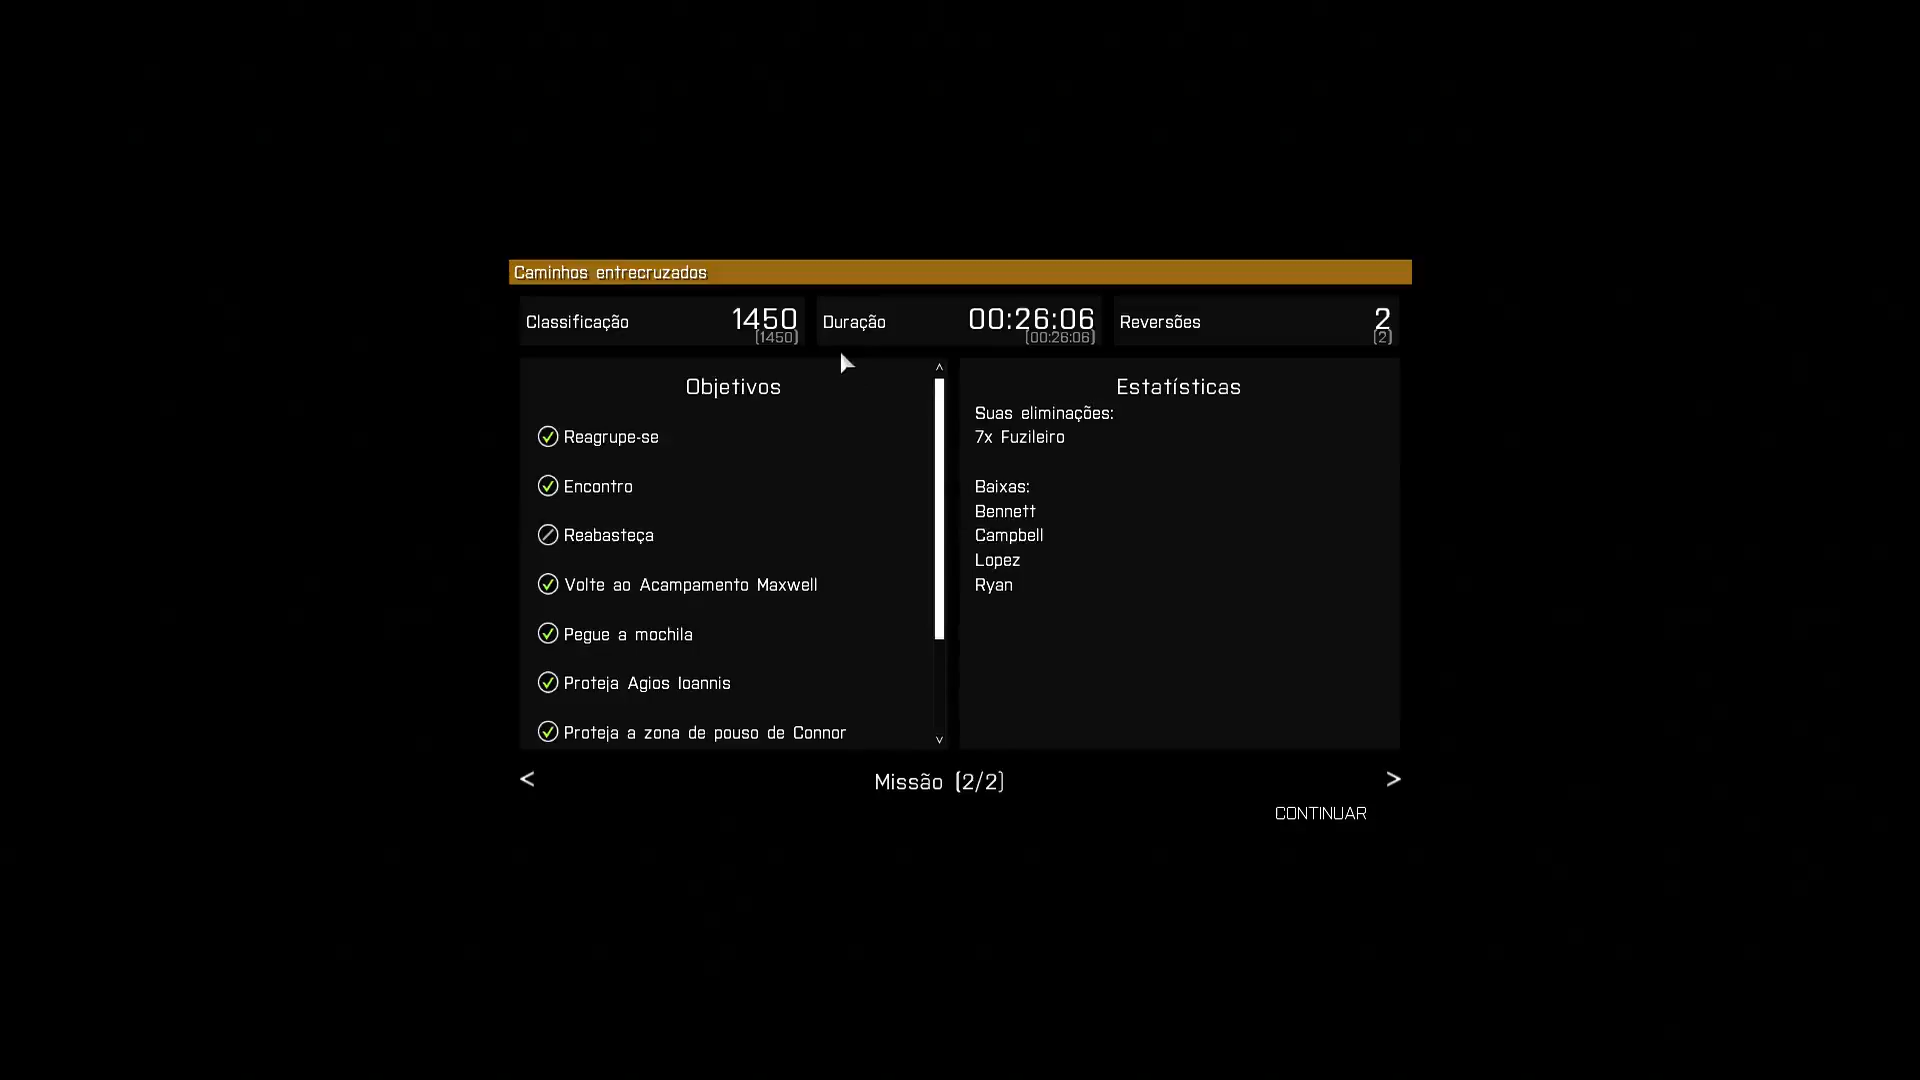 Caminhos entrecruzados
Classificação 1450
(1450)
Duração 00:26:06
(00:26:06)
Reversões 2
(2)
Objetivos
Reagrupe-se
Encontro
Reabasteça
Volte ao Acampamento Maxwell
Pegue a mochila
Proteja Agios Ioannis
Proteja a zona de pouso de Connor
Estatísticas
Suas eliminações:
7x Fuzileiro
Baixas:
Bennett
Campbell
Lopez
Ryan
< Missão (2/2) >
CONTINUAR